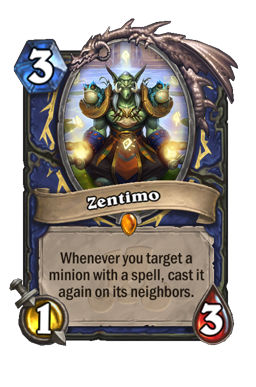 3
Zentimo
Whenever you target a
minion with a spell, cast it
again on its neighbors.
1
3